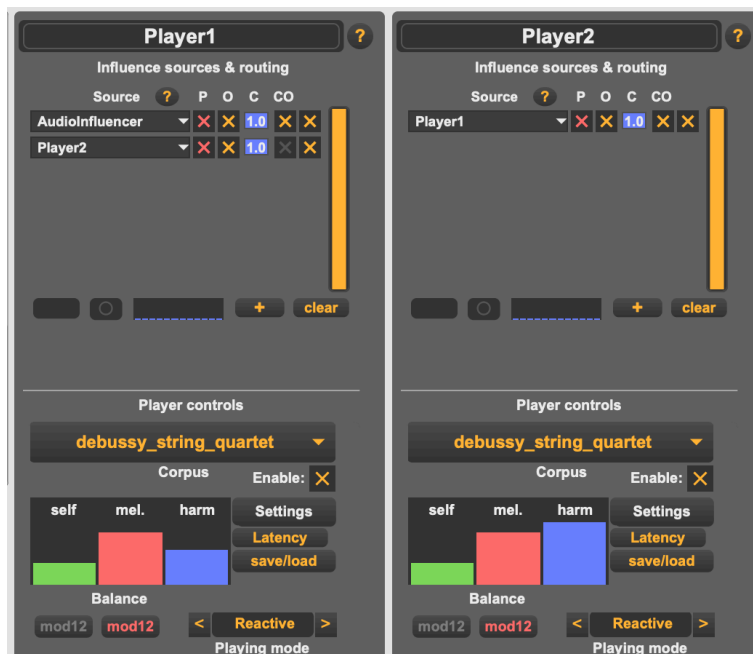 Player1 ?
Influence sources & routing
Source ? P O C CO
AudioInfluencer 1.0
Player2 1.0
+ clear
Player controls
debussy_string_quartet
Corpus Enable:
self mel. harm Settings
Latency
save/load
Balance
mod12 mod12 < Reactive >
Playing mode
Player2 ?
Influence sources & routing
Source ? P O C CO
Player1 1.0
+ clear
Player controls
debussy_string_quartet
Corpus Enable:
self mel. harm Settings
Latency
save/load
Balance
mod12 mod12 < Reactive >
Playing mode